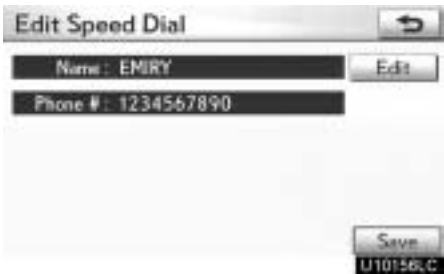 Edit Speed Dial
Name : EMIRY
Edit
Phone # : 1234567890
Save
U10156LC